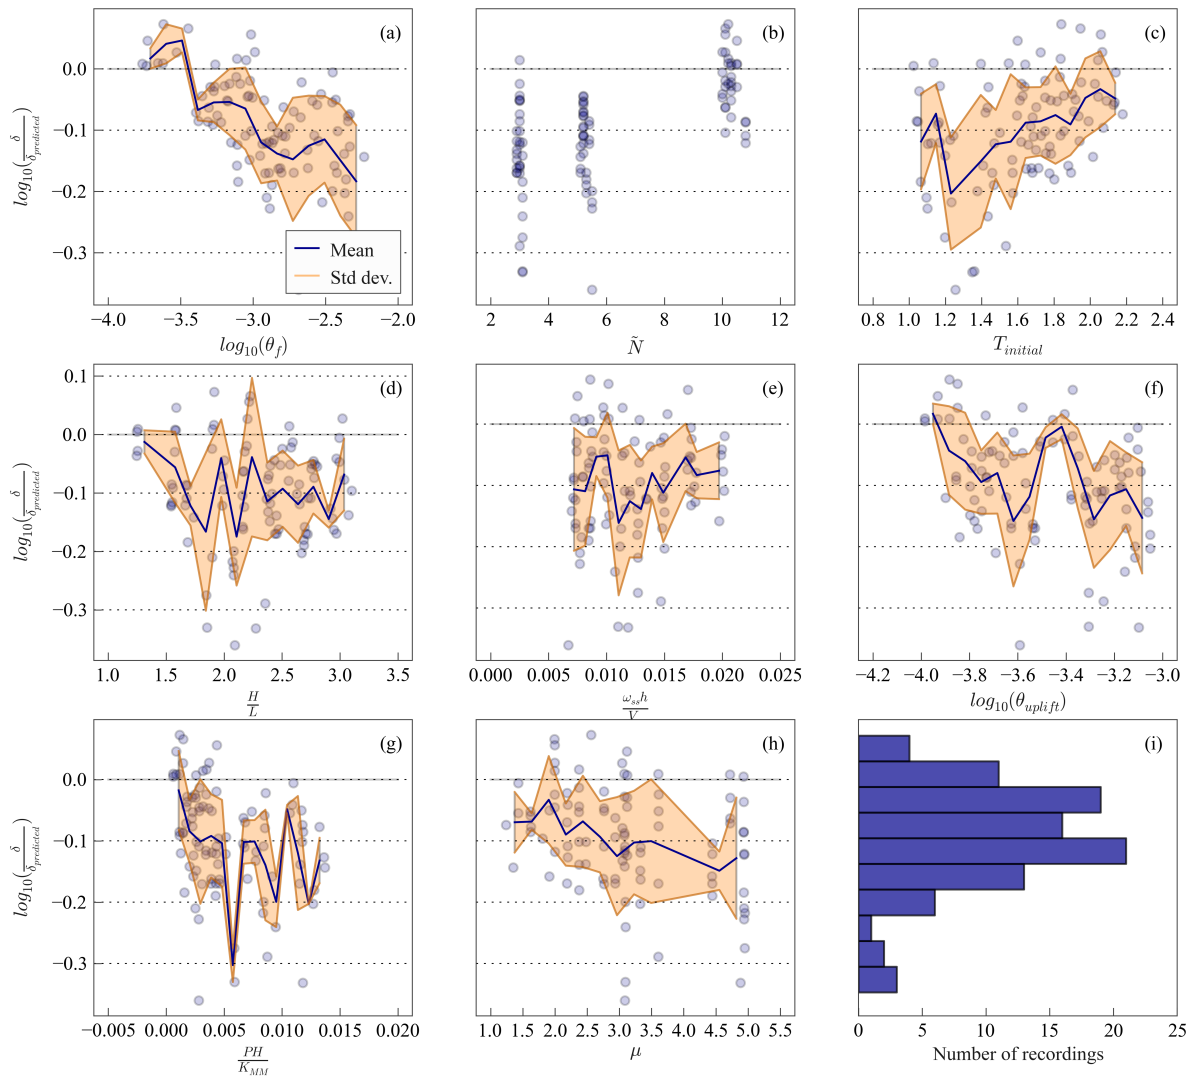 (a) (b) (c)
0.0
−0.1
−0.2
−0.3
log10(δ/δpredicted)
Mean
Std dev.
−4.0 −3.5 −3.0 −2.5 −2.0
log10(θf)
2 4 6 8 10 12
Ñ
0.8 1.0 1.2 1.4 1.6 1.8 2.0 2.2 2.4
Tinitial
(d) (e) (f)
0.1
0.0
−0.1
−0.2
−0.3
log10(δ/δpredicted)
1.0 1.5 2.0 2.5 3.0 3.5
H/L
0.000 0.005 0.010 0.015 0.020 0.025
ωssh/V
−4.2 −3.9 −3.6 −3.3 −3.0
log10(θuplift)
(g) (h) (i)
0.0
−0.1
−0.2
−0.3
log10(δ/δpredicted)
−0.005 0.000 0.005 0.010 0.015 0.020
PH/KMM
1.0 1.5 2.0 2.5 3.0 3.5 4.0 4.5 5.0 5.5
μ
0 5 10 15 20 25
Number of recordings